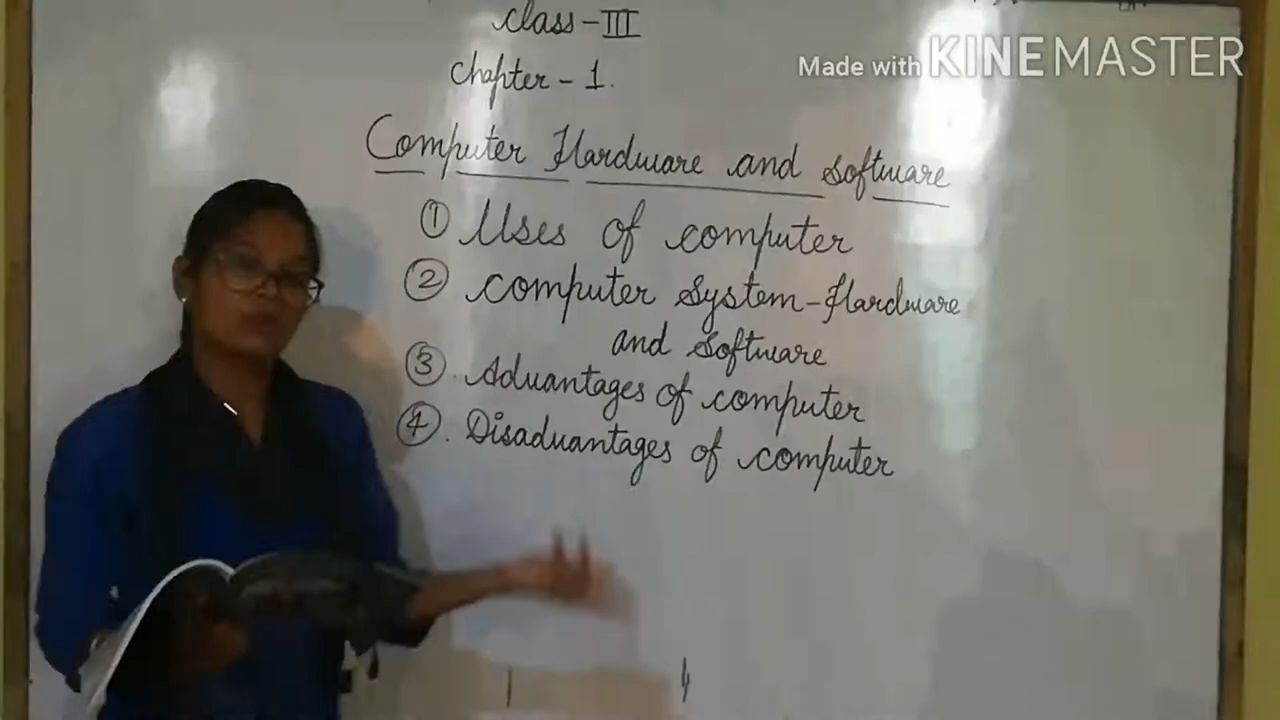 Class - III
Made with KINEMASTER
Chapter - 1.
Computer Hardware and Software
① Uses of computer
② Computer System - Hardware
and Software
③ Advantages of computer
④. Disadvantages of computer